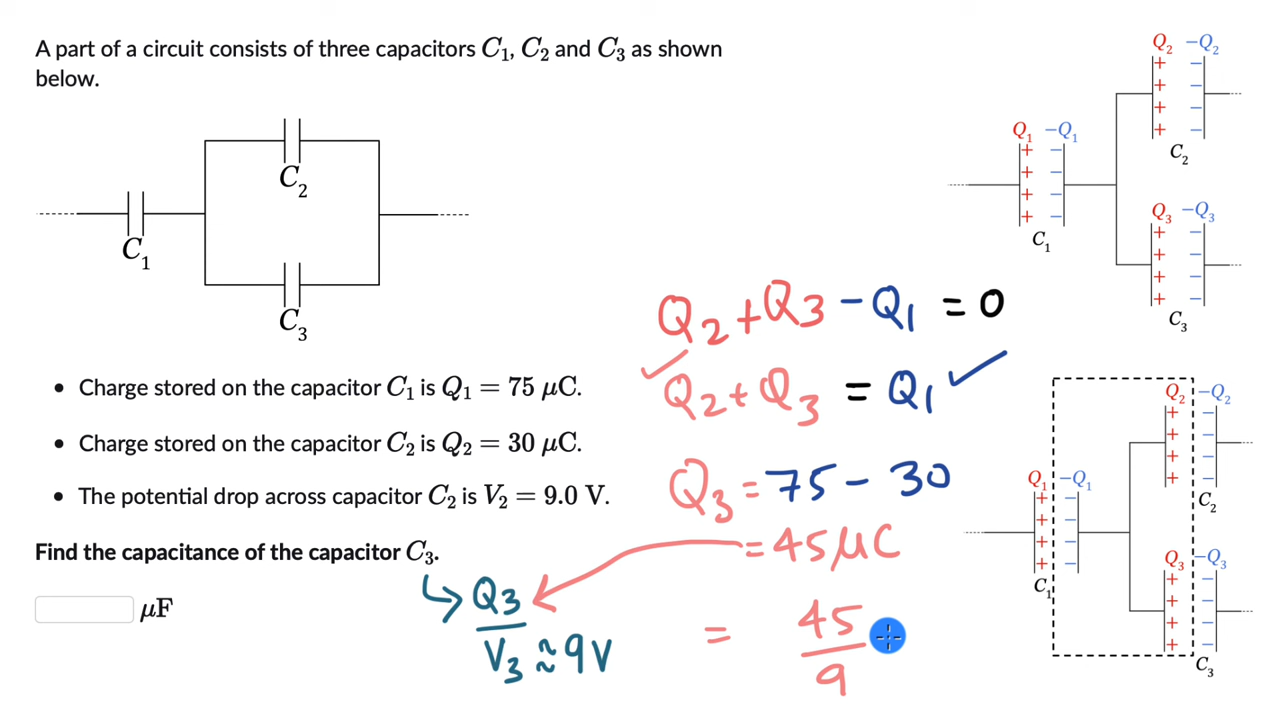 A part of a circuit consists of three capacitors C₁, C₂ and C₃ as shown
below.
C₂
C₁
C₃
• Charge stored on the capacitor C₁ is Q₁ = 75 μC.
• Charge stored on the capacitor C₂ is Q₂ = 30 μC.
• The potential drop across capacitor C₂ is V₂ = 9.0 V.
Find the capacitance of the capacitor C₃.
μF
Q₃
V₃ ≈ 9V
Q₂ + Q₃ − Q₁ = 0
Q₂ + Q₃ = Q₁
Q₃ = 75 − 30
= 45 μC
= 45
9
Q₂ −Q₂
+ −
+ −
+ −
+ −
C₂
Q₁ −Q₁
+ −
+ −
+ −
+ −
C₁
Q₃ −Q₃
+ −
+ −
+ −
+ −
C₃
Q₂ −Q₂
+ −
+ −
+ −
+ −
C₂
Q₁ −Q₁
+ −
+ −
+ −
+ −
C₁
Q₃ −Q₃
+ −
+ −
+ −
+ −
C₃